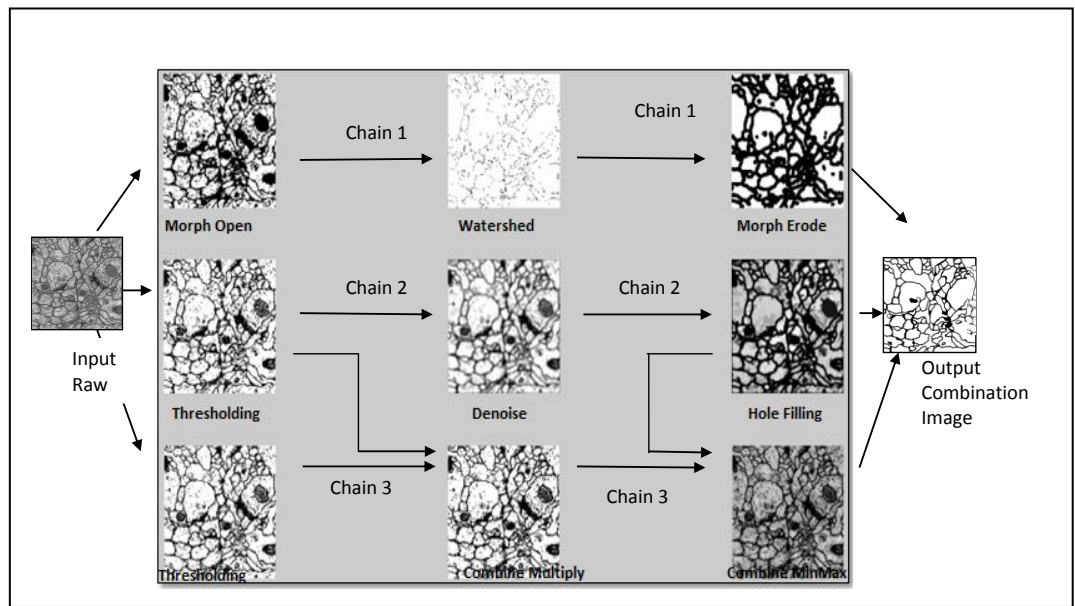 Chain 1
Chain 1
Morph Open
Watershed
Morph Erode
Chain 2
Chain 2
Input
Raw
Thresholding
Denoise
Hole Filling
Output
Combination
Image
Chain 3
Chain 3
Thresholding
Combine Multiply
Combine MinMax